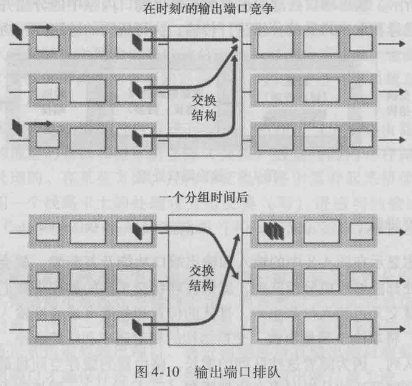 在时刻t的输出端口竞争
交换
结构
一个分组时间后
交换
结构
图4-10 输出端口排队